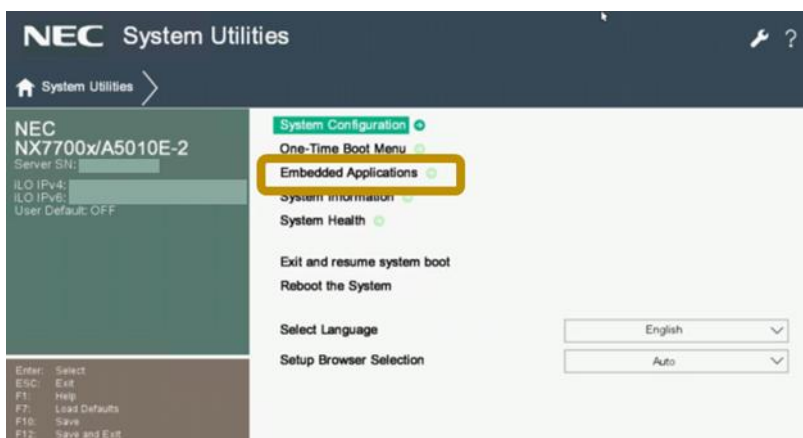 NEC System Utilities
?
System Utilities
NEC
NX7700x/A5010E-2
Server SN:
iLO IPv4:
iLO IPv6:
User Default: OFF
System Configuration
One-Time Boot Menu
Embedded Applications
System Information
System Health
Exit and resume system boot
Reboot the System
Select Language English
Setup Browser Selection Auto
Enter: Select
ESC: Exit
F1: Help
F7: Load Defaults
F10: Save
F12: Save and Exit